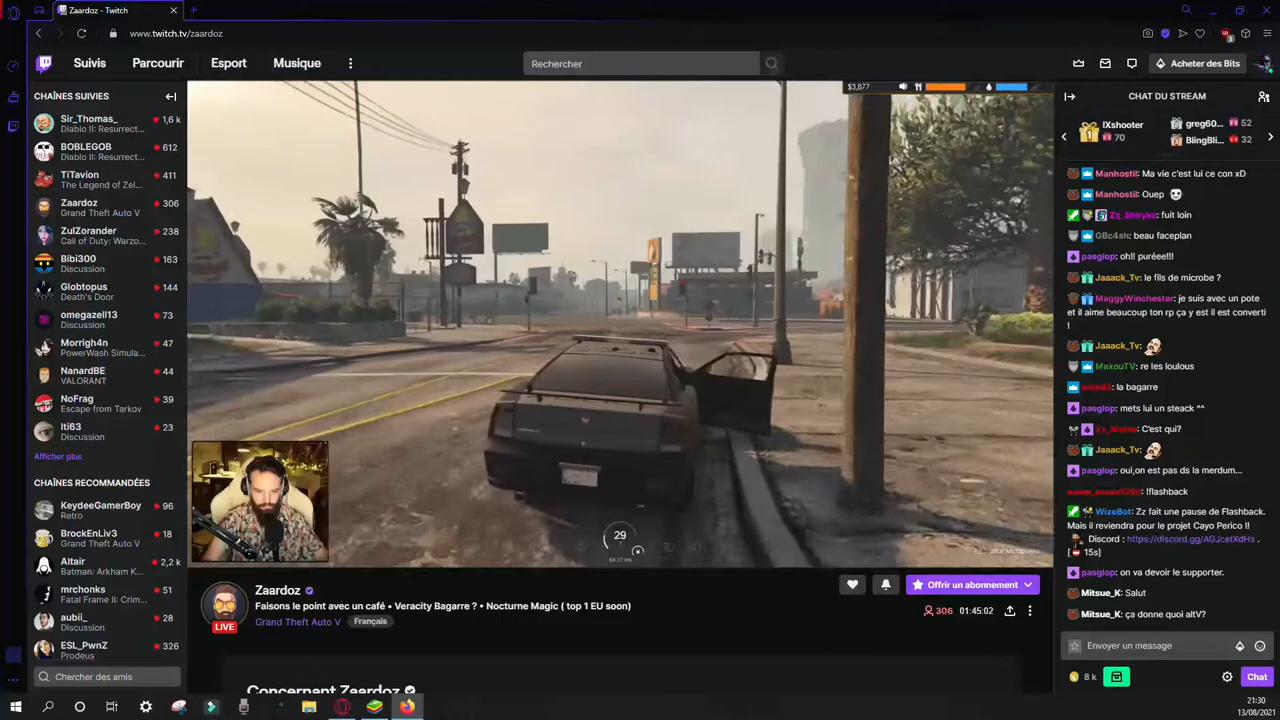 Zaardoz - Twitch
www.twitch.tv/zaardoz
Suivis
Parcourir
Esport
Musique
Rechercher
Acheter des Bits
CHAÎNES SUIVIES
Sir_Thomas_
1,6 k
Diablo II: Resurrect...
BOBLEGOB
612
Diablo II: Resurrect...
TiTavion
411
The Legend of Zel...
Zaardoz
306
Grand Theft Auto V
ZulZorander
238
Call of Duty: Warzo...
Bibi300
163
Discussion
Globtopus
144
Death's Door
omegazell13
73
Discussion
Morrigh4n
47
PowerWash Simula...
NanardBE
44
VALORANT
NoFrag
39
Escape from Tarkov
Iti63
23
Discussion
Afficher plus
CHAÎNES RECOMMANDÉES
KeydeeGamerBoy
96
Retro
BrockEnLiv3
27
Grand Theft Auto V
Altair
2,2 k
Batman: Arkham K...
mrchonks
51
Fatal Frame II: Crim...
aubii_
28
Discussion
ESL_PwnZ
326
Prodeus
Chercher des amis
$3,877
29
Zaardoz
LIVE
Faisons le point avec un café • Veracity Bagarre ? • Nocturne Magic ( top 1 EU soon)
Grand Theft Auto V
Français
Offrir un abonnement
306
01:45:02
Concernant Zaardoz
CHAT DU STREAM
IXshooter
70
greg60...
52
BlingBli...
32
Manhostil: Ma vie c'est lui ce con xD
Manhostil: Ouep
Zz_Shiryko: fuit loin
GBc4sh: beau faceplan
pasglop: oh!! puréee!!!
Jaaack_Tv: le fils de microbe ?
MaggyWinchester: je suis avec un pote
et il aime beaucoup ton rp ça y est il est converti
!
Jaaack_Tv:
MaxouTV: re les loulous
la bagarre
pasglop: mets lui un steack ^^
C'est qui?
Jaaack_Tv:
pasglop: oui,on est pas ds la merdum...
!flashback
WizeBot: Zz fait une pause de Flashback.
Mais il reviendra pour le projet Cayo Perico !!
Discord : https://discord.gg/AGJcetXdHs .
[ 15s]
pasglop: on va devoir le supporter.
Mitsue_K: Salut
Mitsue_K: ça donne quoi altV?
Envoyer un message
8 k
Chat
21:30
13/08/2021